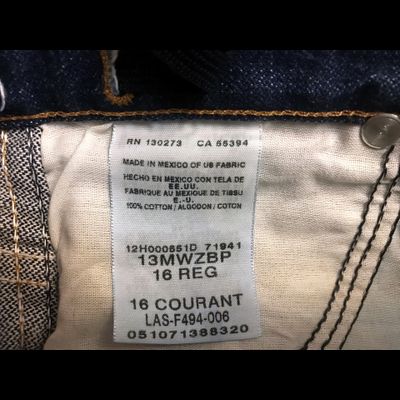 RN 130273 CA 56394
MADE IN MEXICO OF US FABRIC
HECHO EN MEXICO CON TELA DE
EE.UU.
FABRIQUE AU MEXIQUE DE TISSU
E.-U.
100% COTTON / ALGODON / COTON
12H000651D 71941
13MWZBP
16 REG
16 COURANT
LAS-F494-006
051071388320